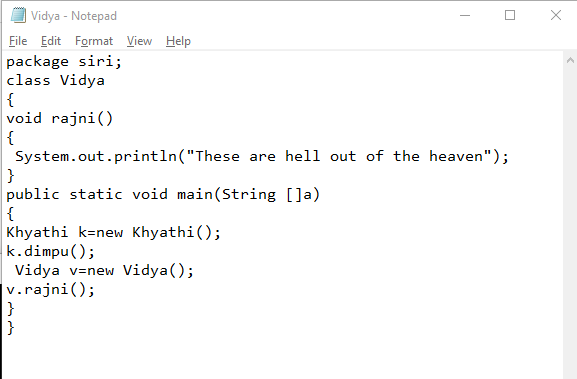 Vidya - Notepad
File Edit Format View Help
package siri;
class Vidya
{
void rajni()
{
 System.out.println("These are hell out of the heaven");
}
public static void main(String []a)
{
Khyathi k=new Khyathi();
k.dimpu();
 Vidya v=new Vidya();
v.rajni();
}
}